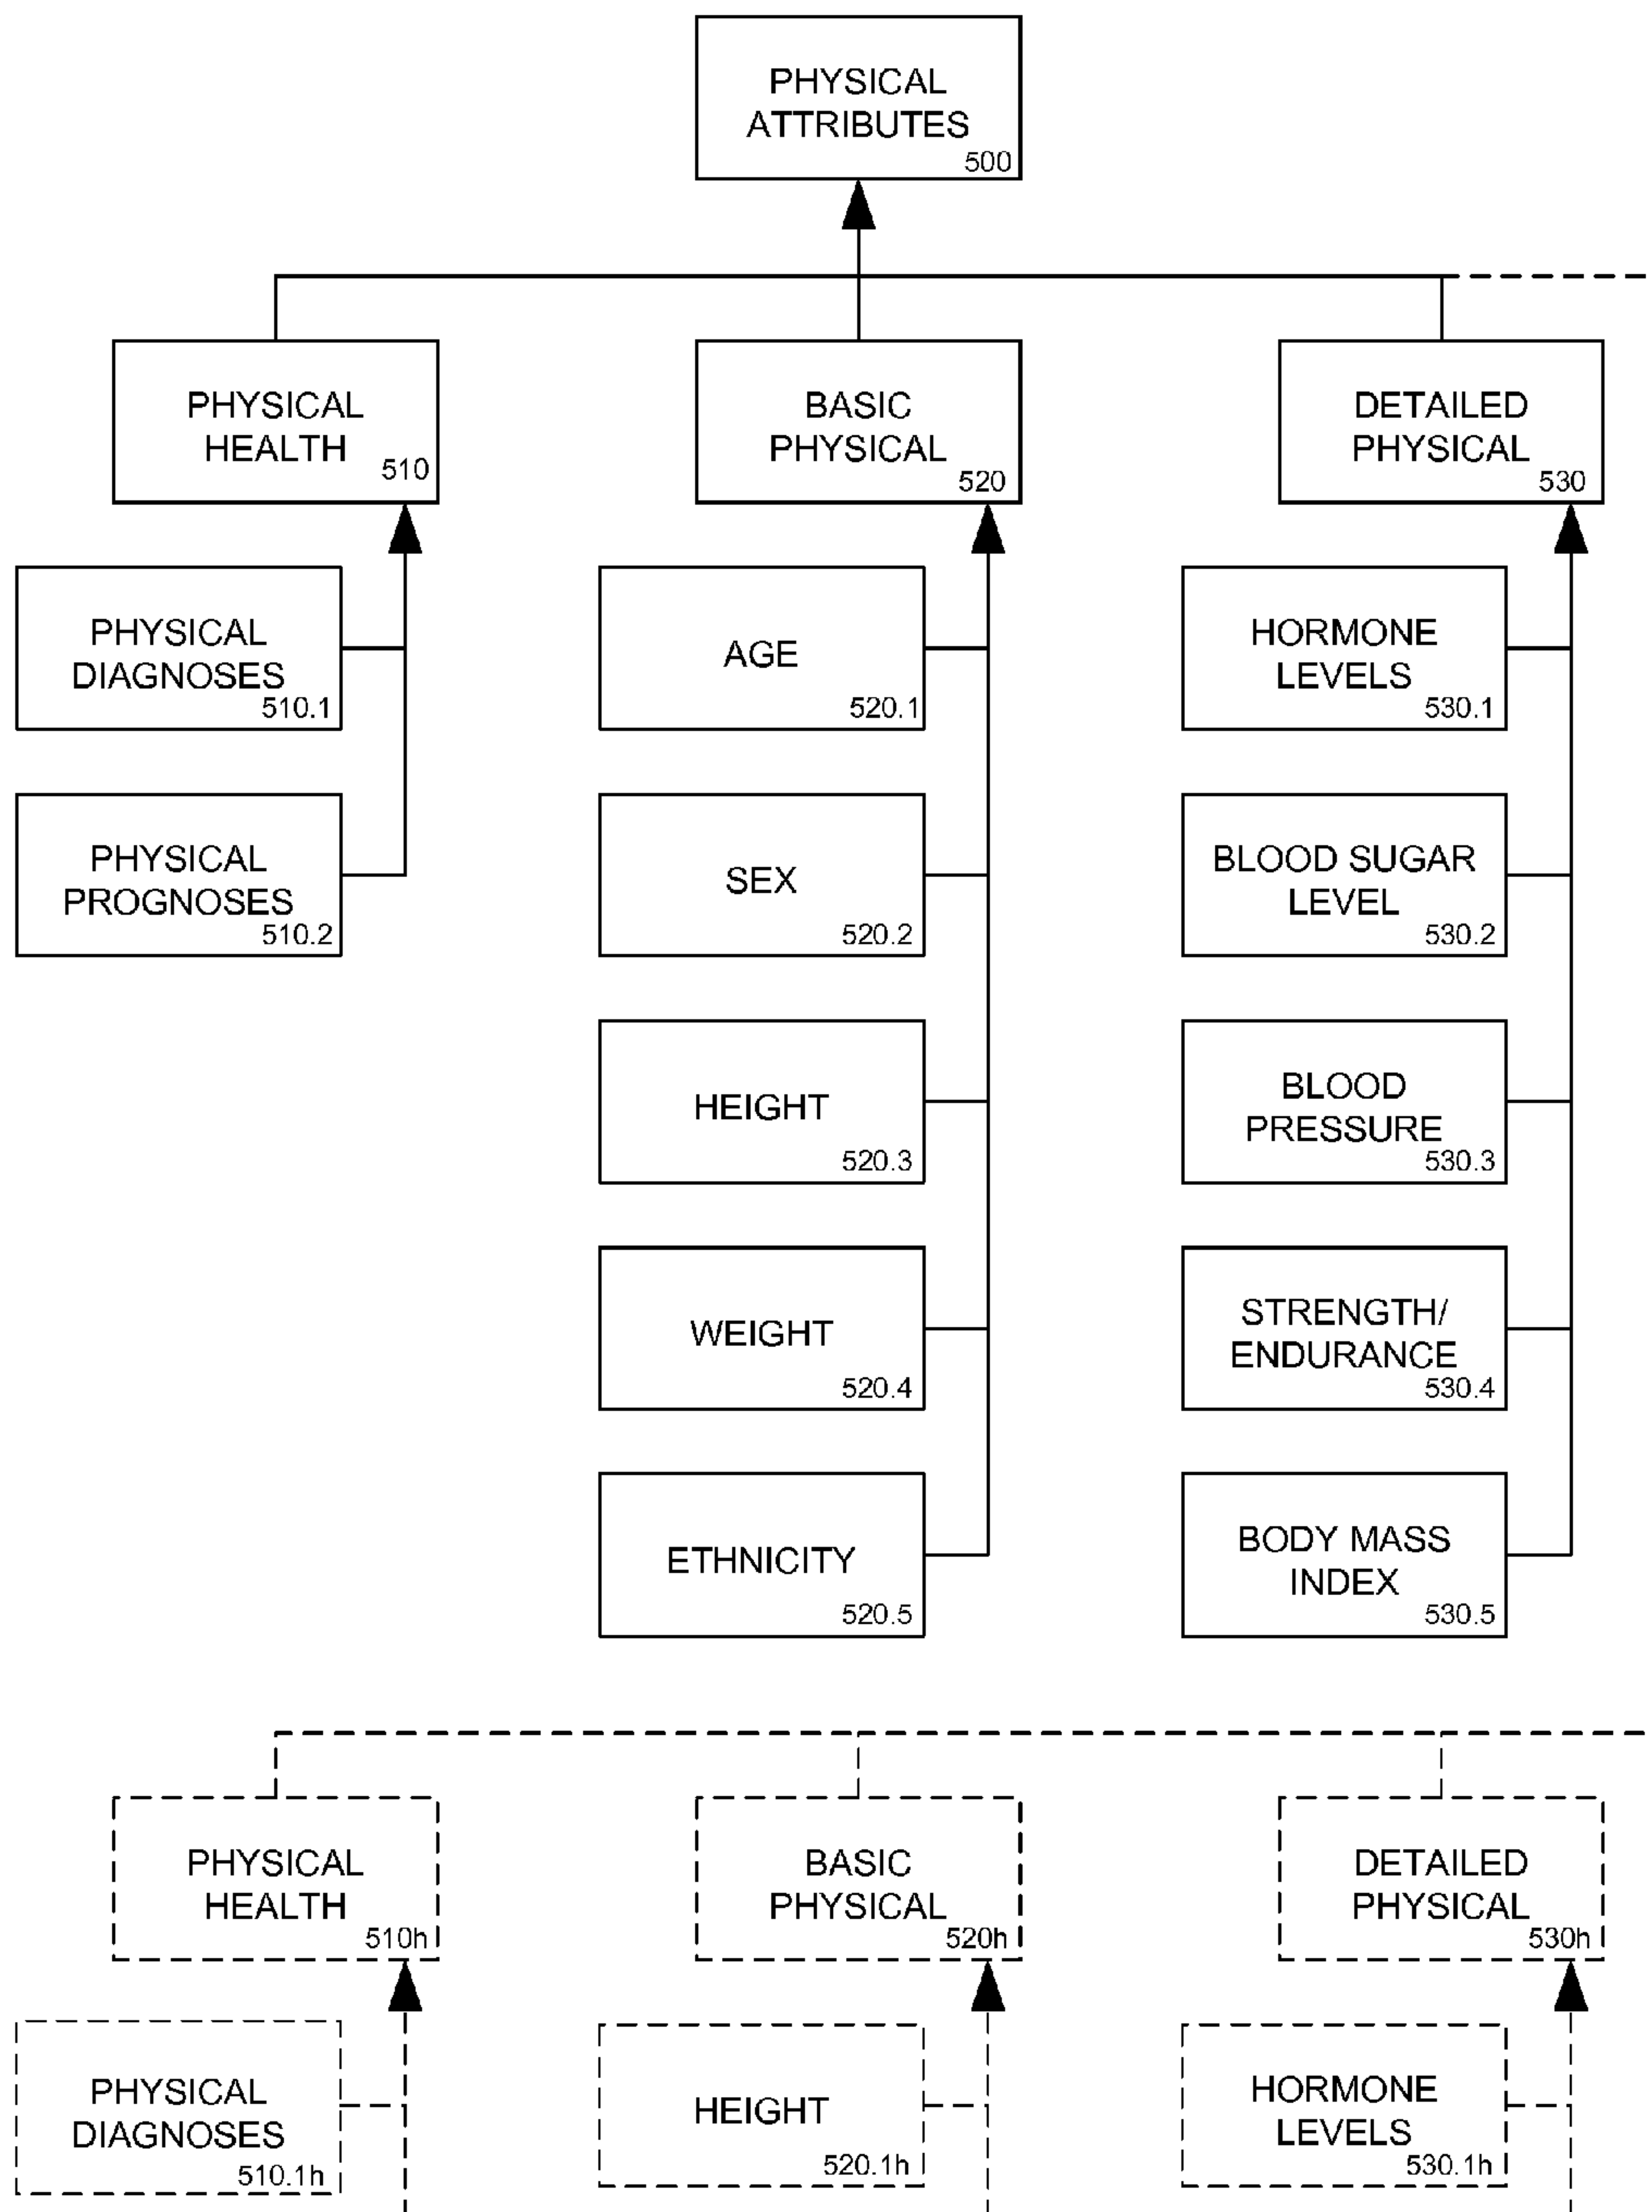 PHYSICAL
ATTRIBUTES
500
PHYSICAL
HEALTH
510
BASIC
PHYSICAL
520
DETAILED
PHYSICAL
530
PHYSICAL
DIAGNOSES
510.1
AGE
520.1
HORMONE
LEVELS
530.1
PHYSICAL
PROGNOSES
510.2
SEX
520.2
BLOOD SUGAR
LEVEL
530.2
HEIGHT
520.3
BLOOD
PRESSURE
530.3
WEIGHT
520.4
STRENGTH/
ENDURANCE
530.4
ETHNICITY
520.5
BODY MASS
INDEX
530.5
PHYSICAL
HEALTH
510h
BASIC
PHYSICAL
520h
DETAILED
PHYSICAL
530h
PHYSICAL
DIAGNOSES
510.1h
HEIGHT
520.1h
HORMONE
LEVELS
530.1h